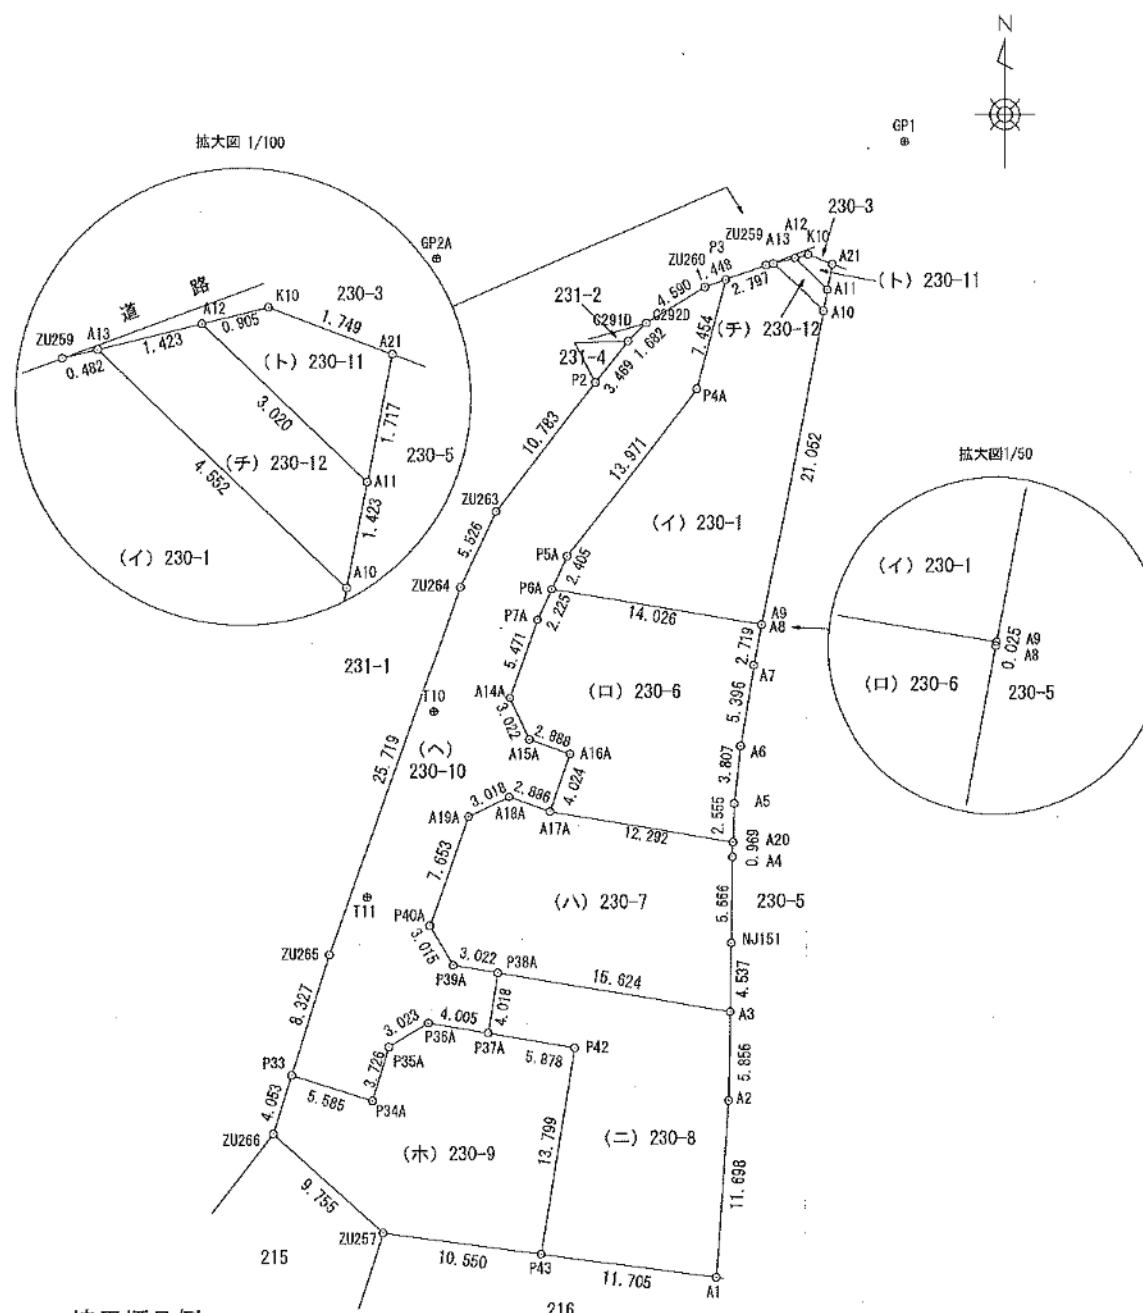 N
GP1
拡大図 1/100
GP2A
道 路
K10
A12
A13
ZU259
0.482
1.423
0.905
230-3
1.749
A21
(ト) 230-11
3.020
1.717
230-5
(チ) 230-12
4.552
A11
1.423
(イ) 230-1
A10
230-3
A12
K10
ZU259
A13
P3
ZU260
A21
1.448
2.797
4.690
(ト) 230-11
A11
A10
231-2
C291D
C292D
(チ) 230-12
7.454
1.682
231-4
3.469
P2
P4A
10.783
13.971
21.052
拡大図1/50
(イ) 230-1
A9
A8
0.025
(ロ) 230-6
230-5
ZU263
(イ) 230-1
5.526
P5A
2.405
ZU264
P6A
2.225
14.026
A9
A8
P7A
2.719
A7
5.471
231-1
(ロ) 230-6
5.396
T10
A14A
3.022
2.888
A15A
A16A
A6
(ヘ)
230-10
25.719
4.024
3.807
3.018
2.886
A19A
A18A
A17A
A5
2.555
12.292
A20
0.969
A4
7.653
T11
(ハ) 230-7
5.666
230-5
P40A
3.015
NJ151
ZU265
3.022
P38A
P39A
15.624
4.537
8.327
4.018
A3
3.023
4.005
P36A
P37A
P35A
5.878
P42
5.856
P33
3.726
5.585
P34A
A2
4.053
ZU266
(ホ) 230-9
13.799
(ニ) 230-8
11.698
9.755
ZU257
215
10.550
P43
11.705
A1
216